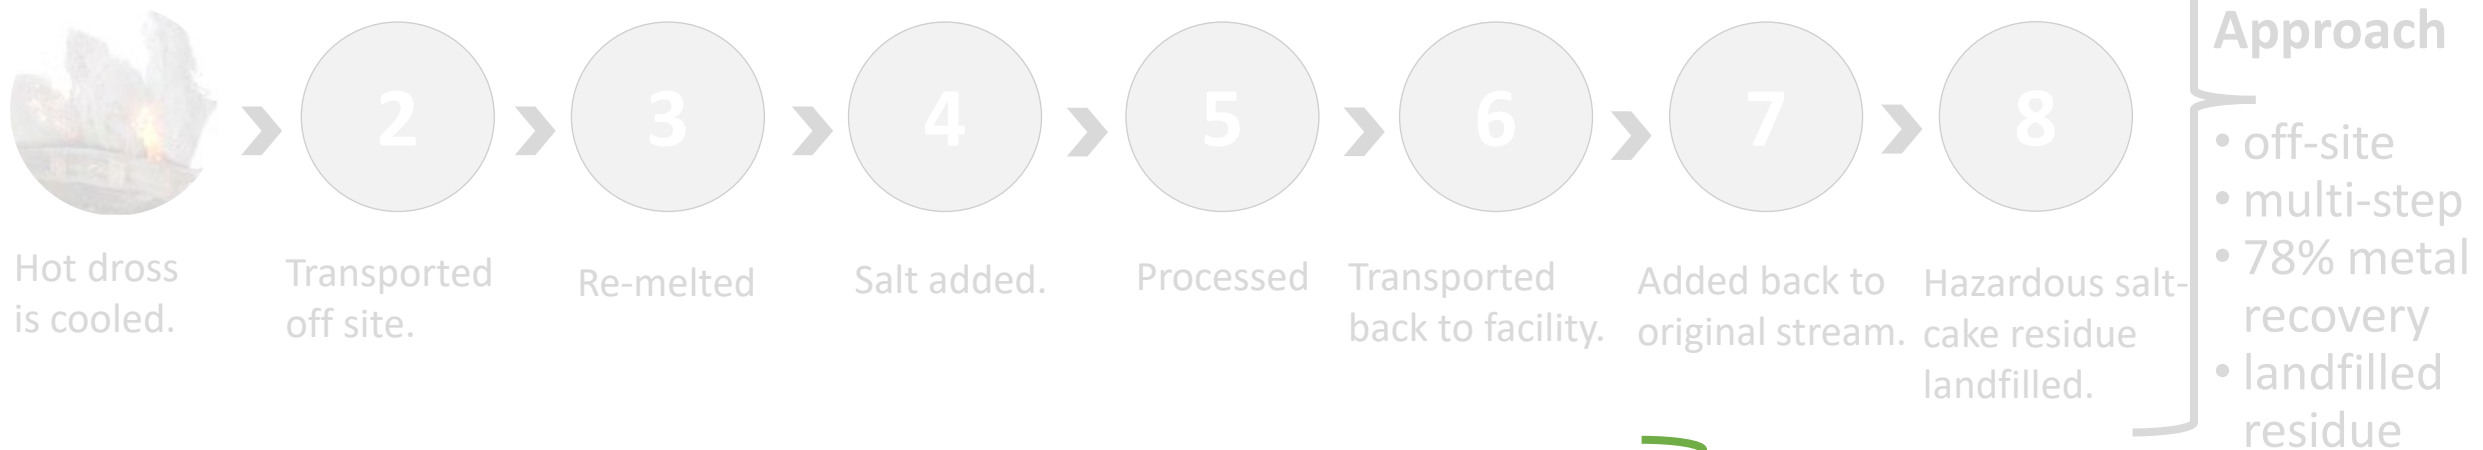 2
3
4
5
6
7
8
Hot dross
is cooled.
Transported
off site.
Re-melted
Salt added.
Processed
Transported
back to facility.
Added back to
original stream.
Hazardous salt-
cake residue
landfilled.
Approach
• off-site
• multi-step
• 78% metal
recovery
• landfilled
residue